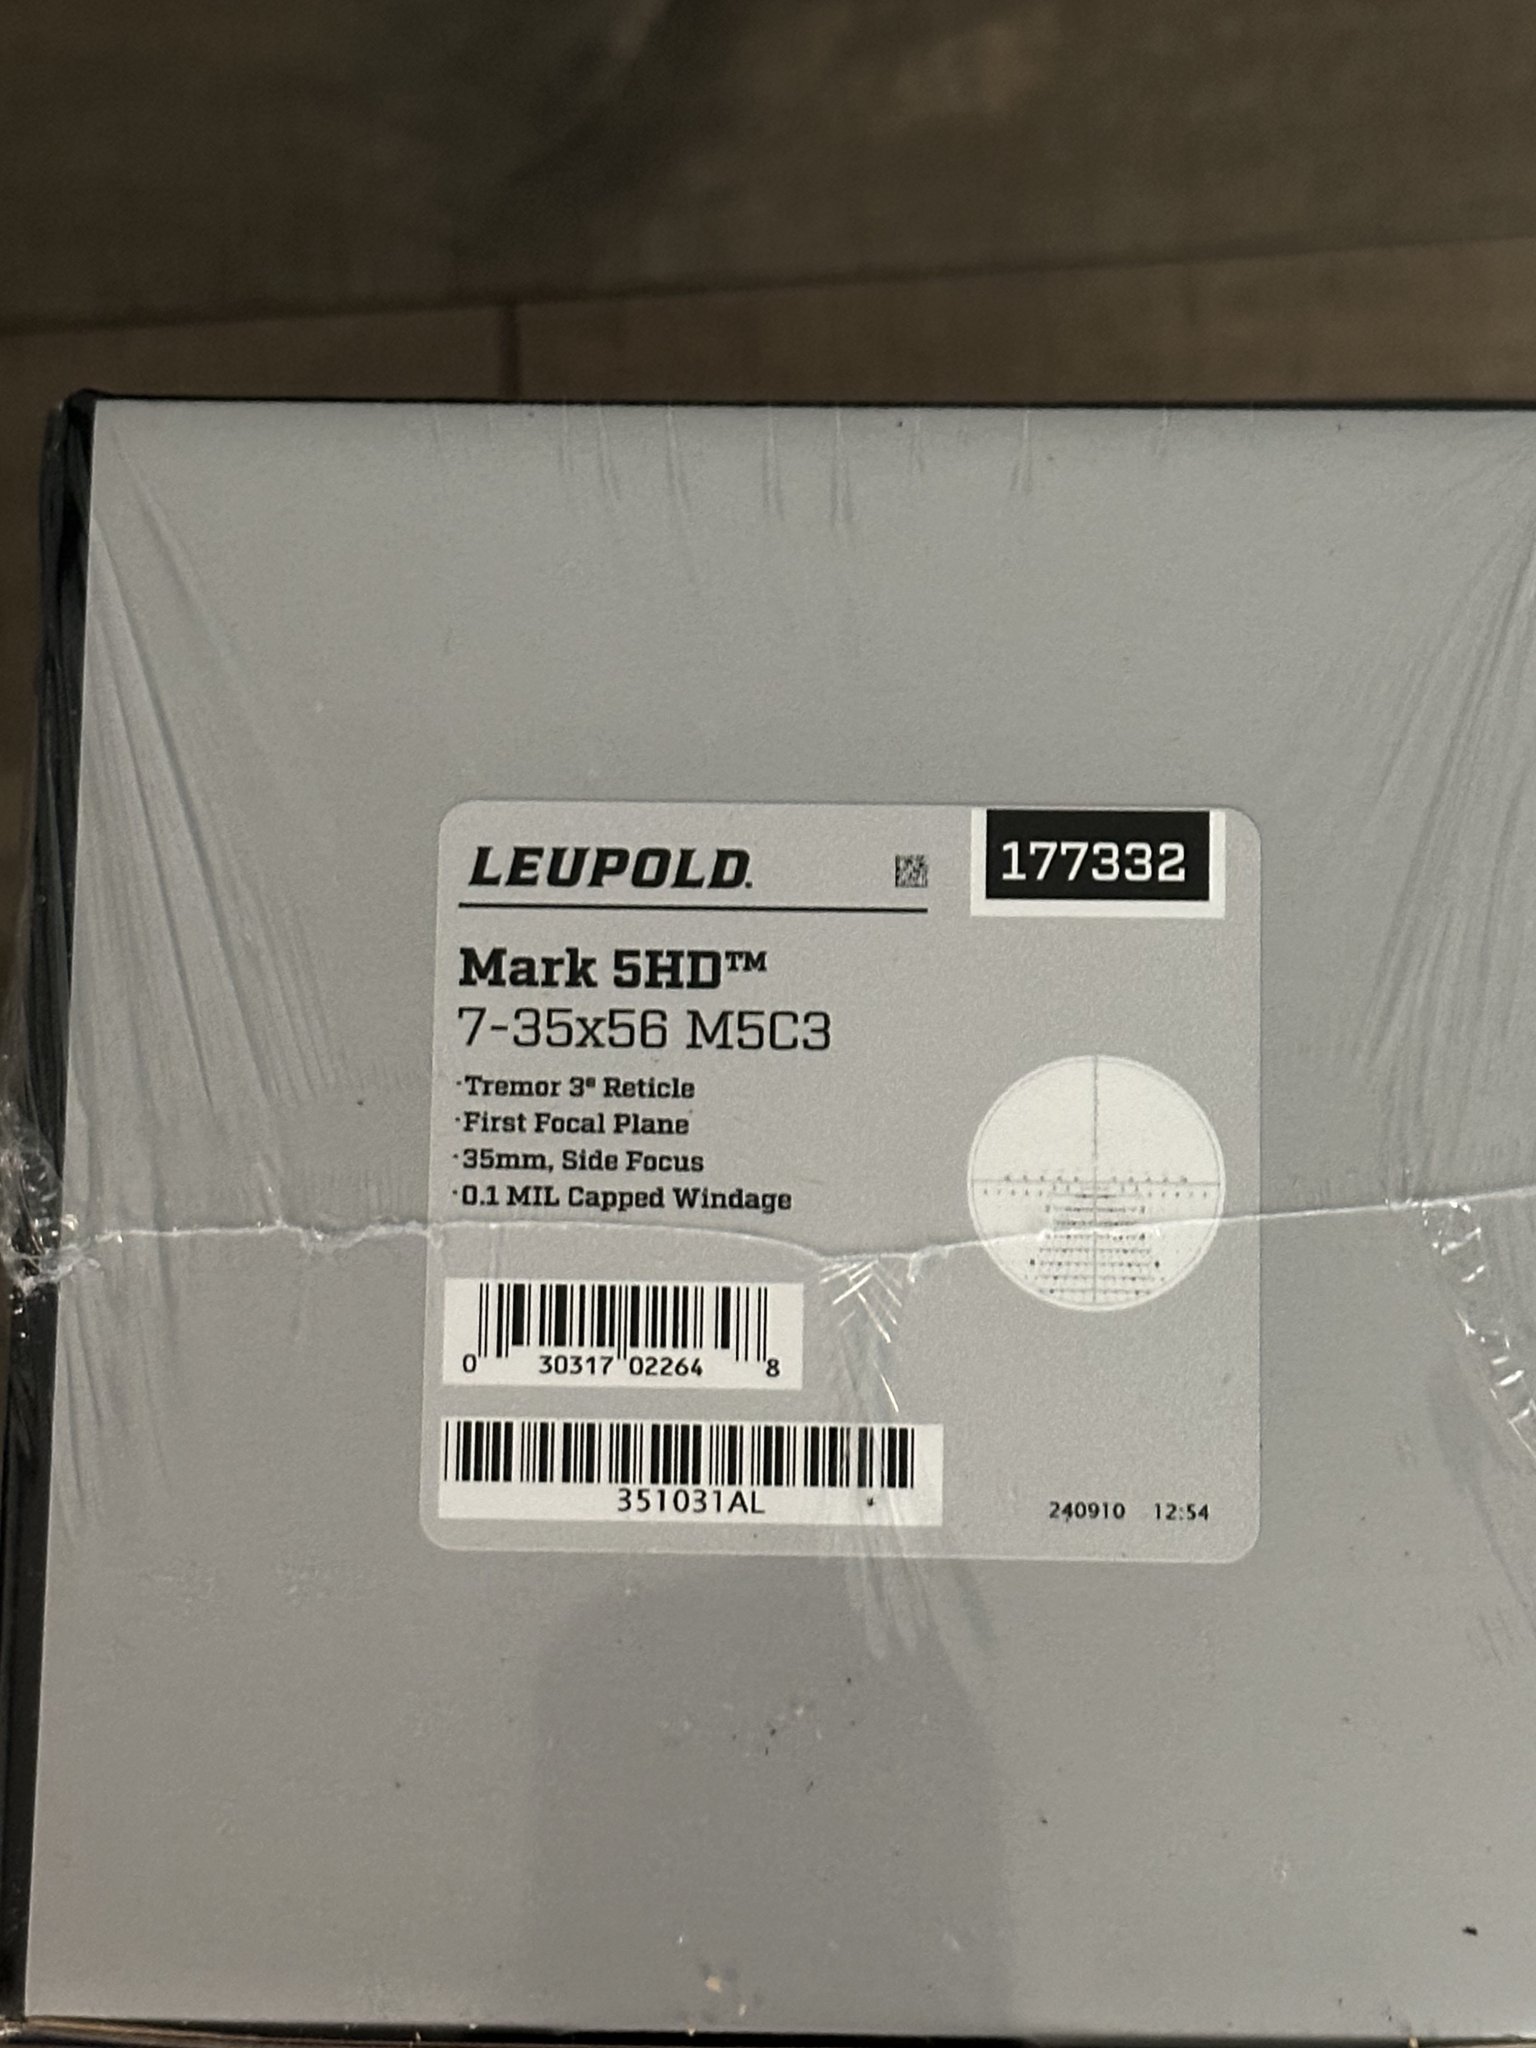 LEUPOLD.
177332
Mark 5HD™
7-35x56 M5C3
·Tremor 3® Reticle
·First Focal Plane
·35mm, Side Focus
·0.1 MIL Capped Windage
0 30317 02264 8
351031AL
240910 12:54